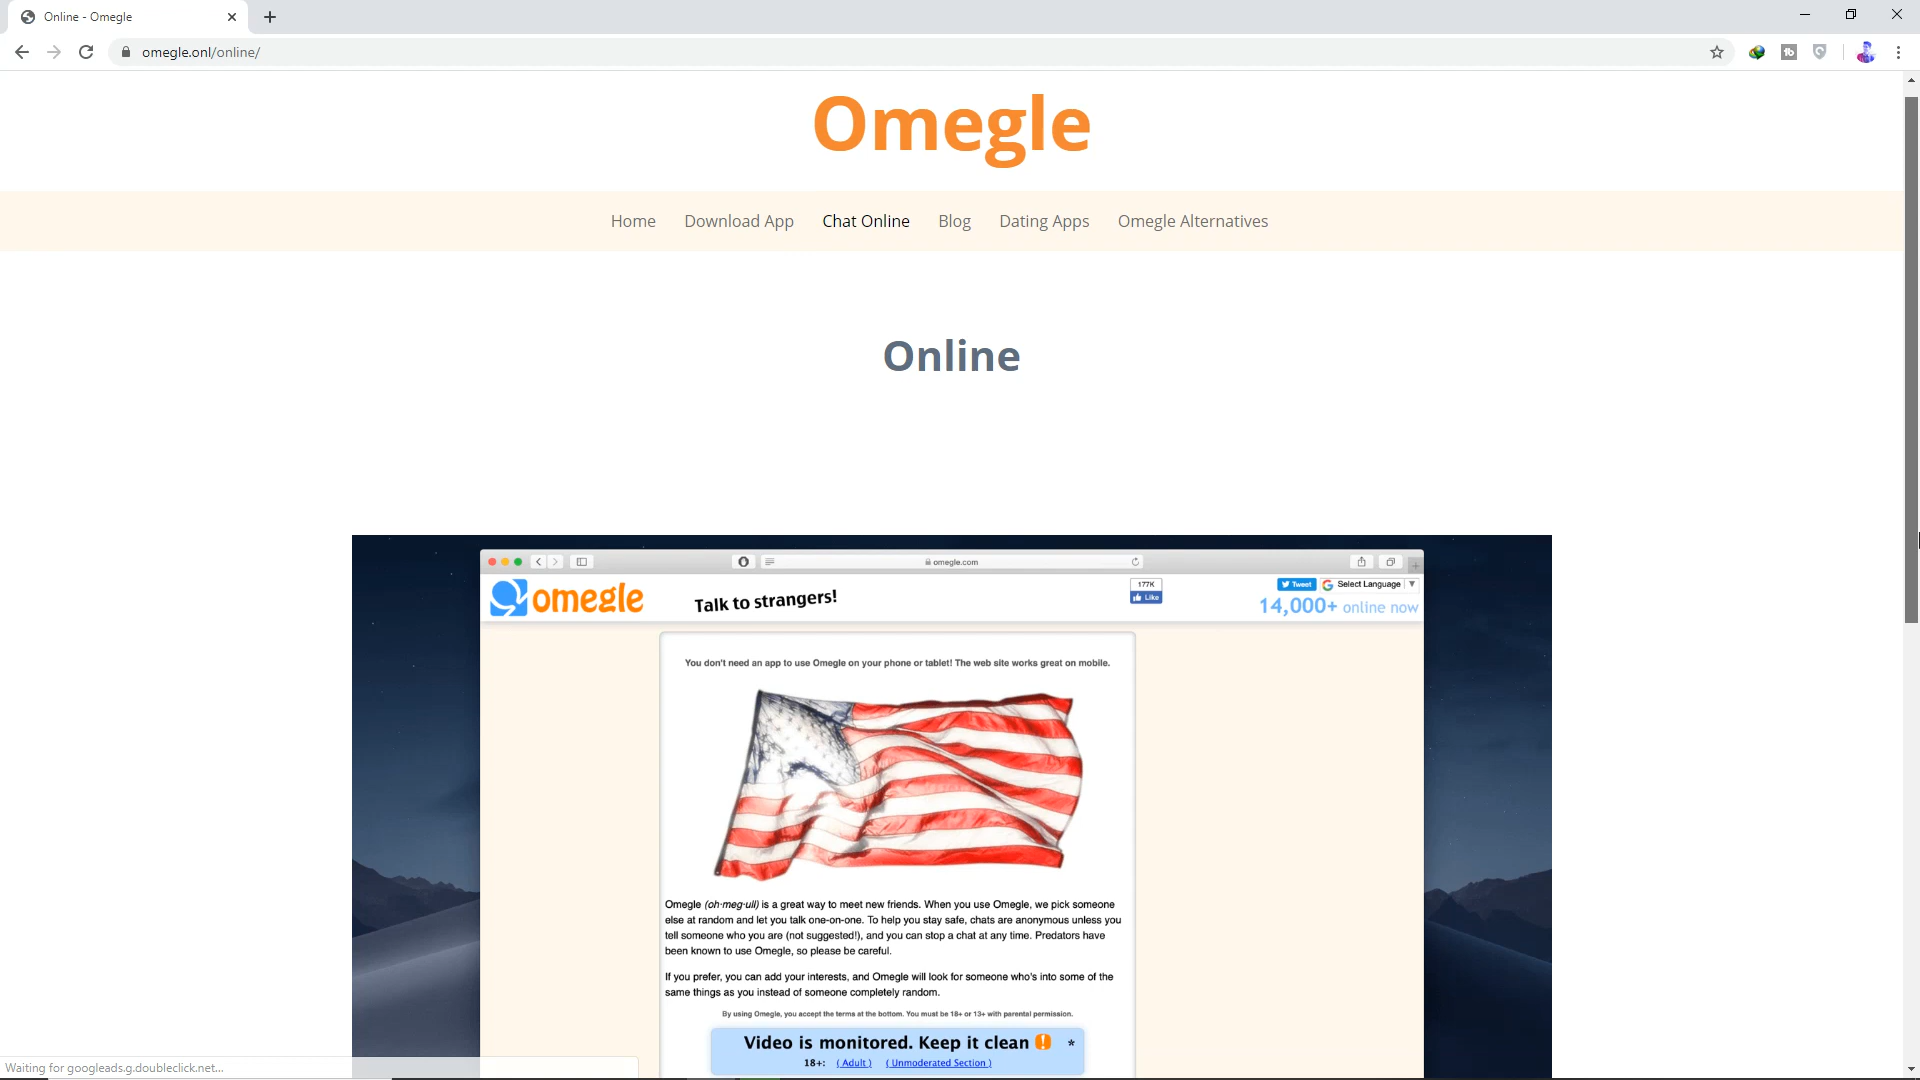 Online - Omegle
omegle.onl/online/
Omegle
Home Download App Chat Online Blog Dating Apps Omegle Alternatives
Online
omegle.com
omegle Talk to strangers!
177K
Like
Tweet Select Language
14,000+ online now
You don't need an app to use Omegle on your phone or tablet! The web site works great on mobile.
Omegle (oh·meg·ull) is a great way to meet new friends. When you use Omegle, we pick someone
else at random and let you talk one-on-one. To help you stay safe, chats are anonymous unless you
tell someone who you are (not suggested!), and you can stop a chat at any time. Predators have
been known to use Omegle, so please be careful.
If you prefer, you can add your interests, and Omegle will look for someone who's into some of the
same things as you instead of someone completely random.
By using Omegle, you accept the terms at the bottom. You must be 18+ or 13+ with parental permission.
Video is monitored. Keep it clean ! *
18+: ( Adult ) ( Unmoderated Section )
Waiting for googleads.g.doubleclick.net...